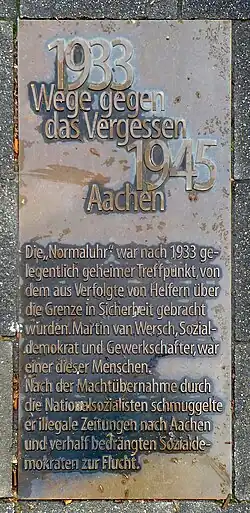 1933
Wege gegen
das Vergessen
1945
Aachen
Die „Normaluhr“ war nach 1933 ge-
legentlich geheimer Treffpunkt, von
dem aus Verfolgte von Helfern über
die Grenze in Sicherheit gebracht
wurden. Martin van Wersch, Sozial-
demokrat und Gewerkschafter, war
einer dieser Menschen.
Nach der Machtübernahme durch
die Nationalsozialisten schmuggelte
er illegale Zeitungen nach Aachen
und verhalf bedrängten Sozialde-
mokraten zur Flucht.